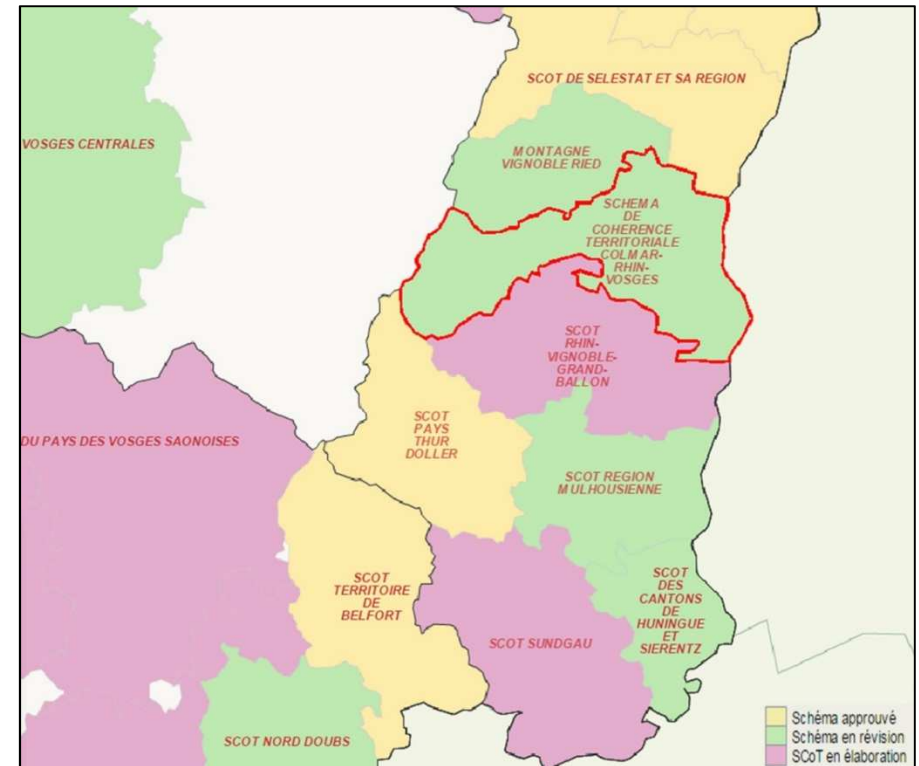 SCOT DE SELESTAT ET SA REGION
VOSGES CENTRALES
MONTAGNE
VIGNOBLE RIED
SCHEMA
DE
COHERENCE
TERRITORIALE
COLMAR-
RHIN-
VOSGES
SCOT
RHIN-
VIGNOBLE-
GRAND-
BALLON
SCOT
PAYS
THUR
DOLLER
DU PAYS DES VOSGES SAONOISES
SCOT REGION
MULHOUSIENNE
SCOT
TERRITOIRE
DE
BELFORT
SCOT
DES
CANTONS
DE
HUNINGUE
ET
SIERENTZ
SCOT SUNDGAU
SCOT NORD DOUBS
Schéma approuvé
Schéma en révision
SCoT en élaboration